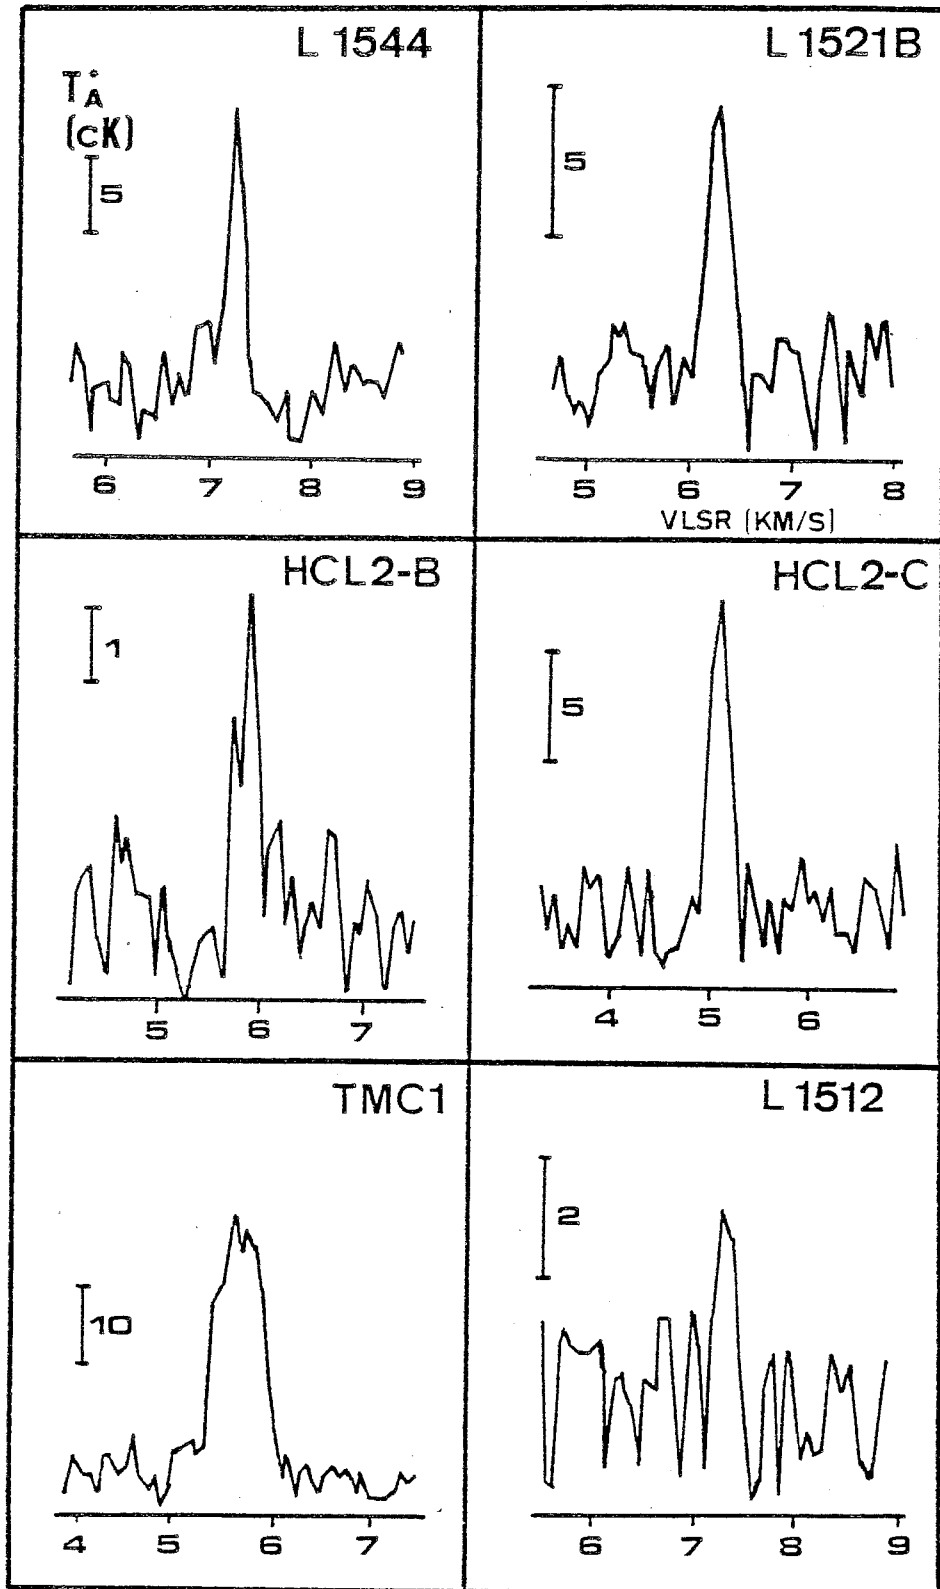 L 1544
T*A
(cK)
5
6 7 8 9
L 1521B
5
5 6 7 8
VLSR (KM/S)
HCL2-B
1
5 6 7
HCL2-C
5
4 5 6
TMC1
10
4 5 6 7
L 1512
2
6 7 8 9